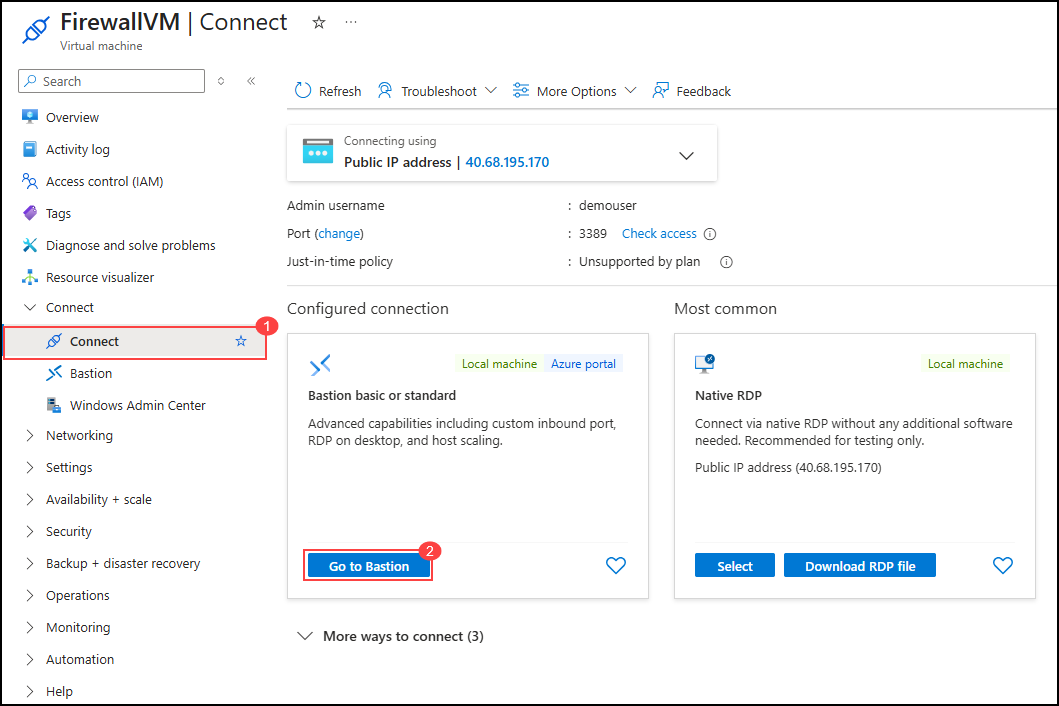 FirewallVM | Connect
Virtual machine
Search
Overview
Activity log
Access control (IAM)
Tags
Diagnose and solve problems
Resource visualizer
Connect
1
Connect
Bastion
Windows Admin Center
Networking
Settings
Availability + scale
Security
Backup + disaster recovery
Operations
Monitoring
Automation
Help
Refresh Troubleshoot More Options Feedback
Connecting using
Public IP address | 40.68.195.170
Admin username : demouser
Port (change) : 3389 Check access
Just-in-time policy : Unsupported by plan
Configured connection
Local machine Azure portal
Bastion basic or standard
Advanced capabilities including custom inbound port,
RDP on desktop, and host scaling.
2
Go to Bastion
Most common
Local machine
Native RDP
Connect via native RDP without any additional software
needed. Recommended for testing only.
Public IP address (40.68.195.170)
Select Download RDP file
More ways to connect (3)